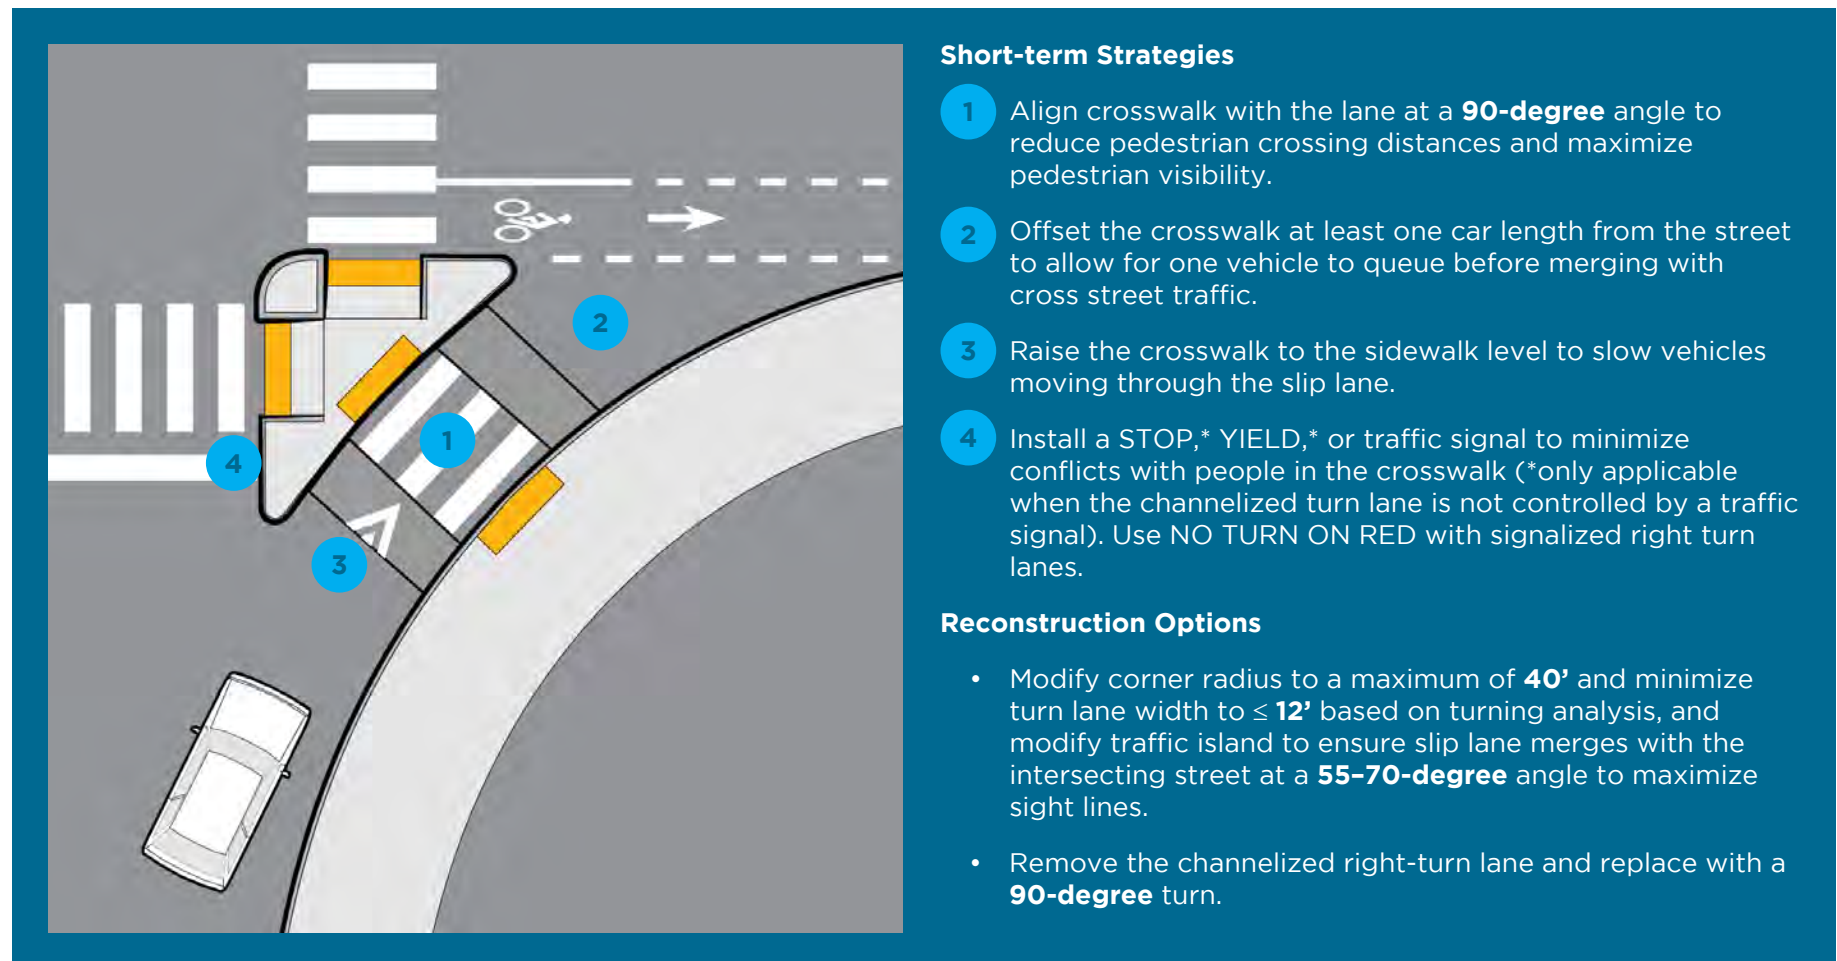 Short-term Strategies
1 Align crosswalk with the lane at a 90-degree angle to
reduce pedestrian crossing distances and maximize
pedestrian visibility.
2 Offset the crosswalk at least one car length from the street
to allow for one vehicle to queue before merging with
cross street traffic.
3 Raise the crosswalk to the sidewalk level to slow vehicles
moving through the slip lane.
4 Install a STOP,* YIELD,* or traffic signal to minimize
conflicts with people in the crosswalk (*only applicable
when the channelized turn lane is not controlled by a traffic
signal). Use NO TURN ON RED with signalized right turn
lanes.
Reconstruction Options
• Modify corner radius to a maximum of 40’ and minimize
turn lane width to ≤ 12’ based on turning analysis, and
modify traffic island to ensure slip lane merges with the
intersecting street at a 55–70-degree angle to maximize
sight lines.
• Remove the channelized right-turn lane and replace with a
90-degree turn.
2
1
4
3